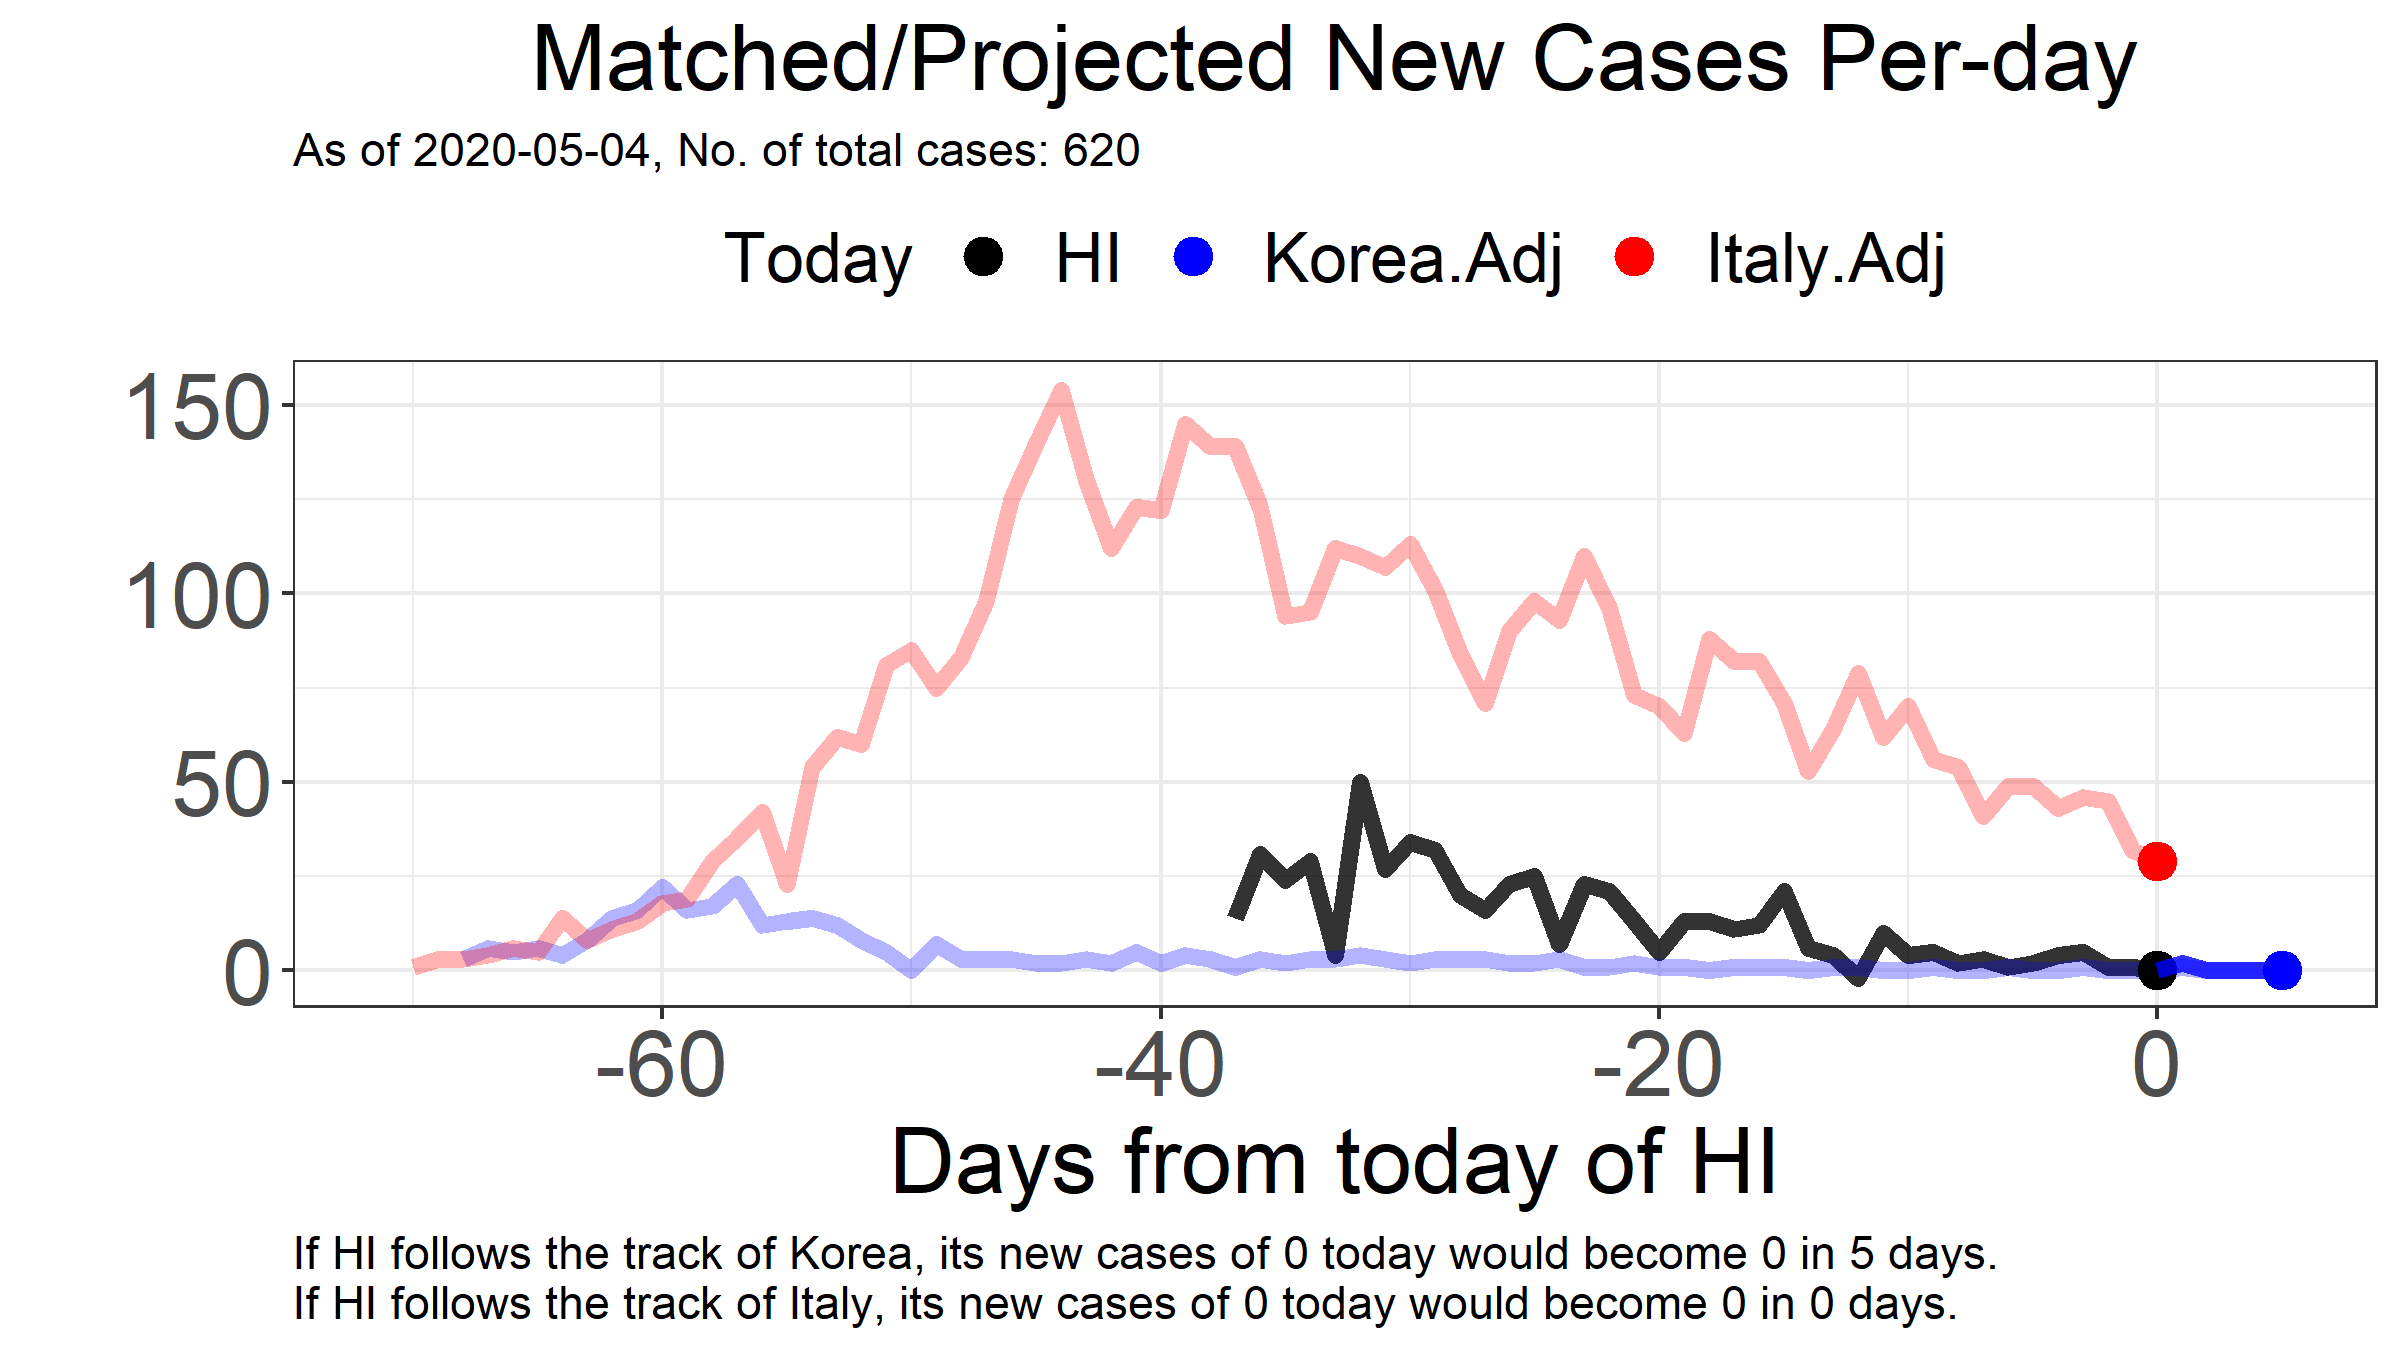 Matched/Projected New Cases Per-day
As of 2020-05-04, No. of total cases: 620
Today HI Korea.Adj Italy.Adj
150
100
50
0
-60 -40 -20 0
Days from today of HI
If HI follows the track of Korea, its new cases of 0 today would become 0 in 5 days.
If HI follows the track of Italy, its new cases of 0 today would become 0 in 0 days.